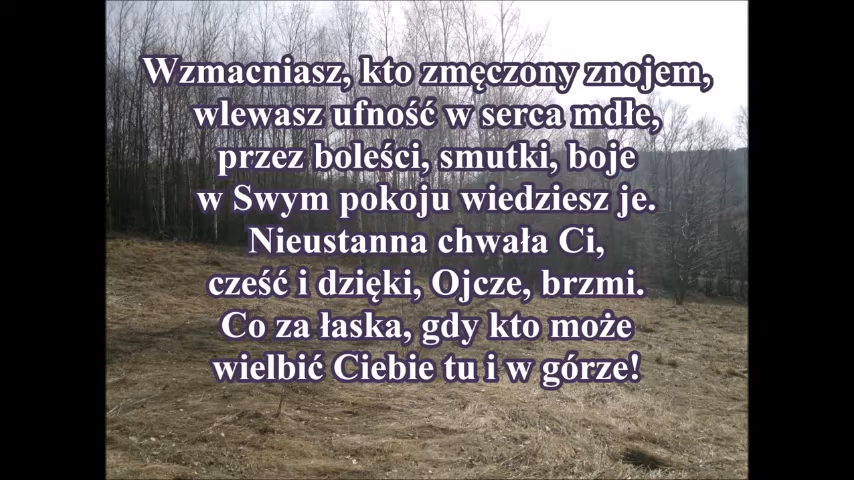 Wzmacniasz, kto zmęczony znojem,
wlewasz ufność w serca mdłe,
przez boleści, smutki, boje
w Swym pokoju wiedziesz je.
Nieustanna chwała Ci,
cześć i dzięki, Ojcze, brzmi.
Co za łaska, gdy kto może
wielbić Ciebie tu i w górze!